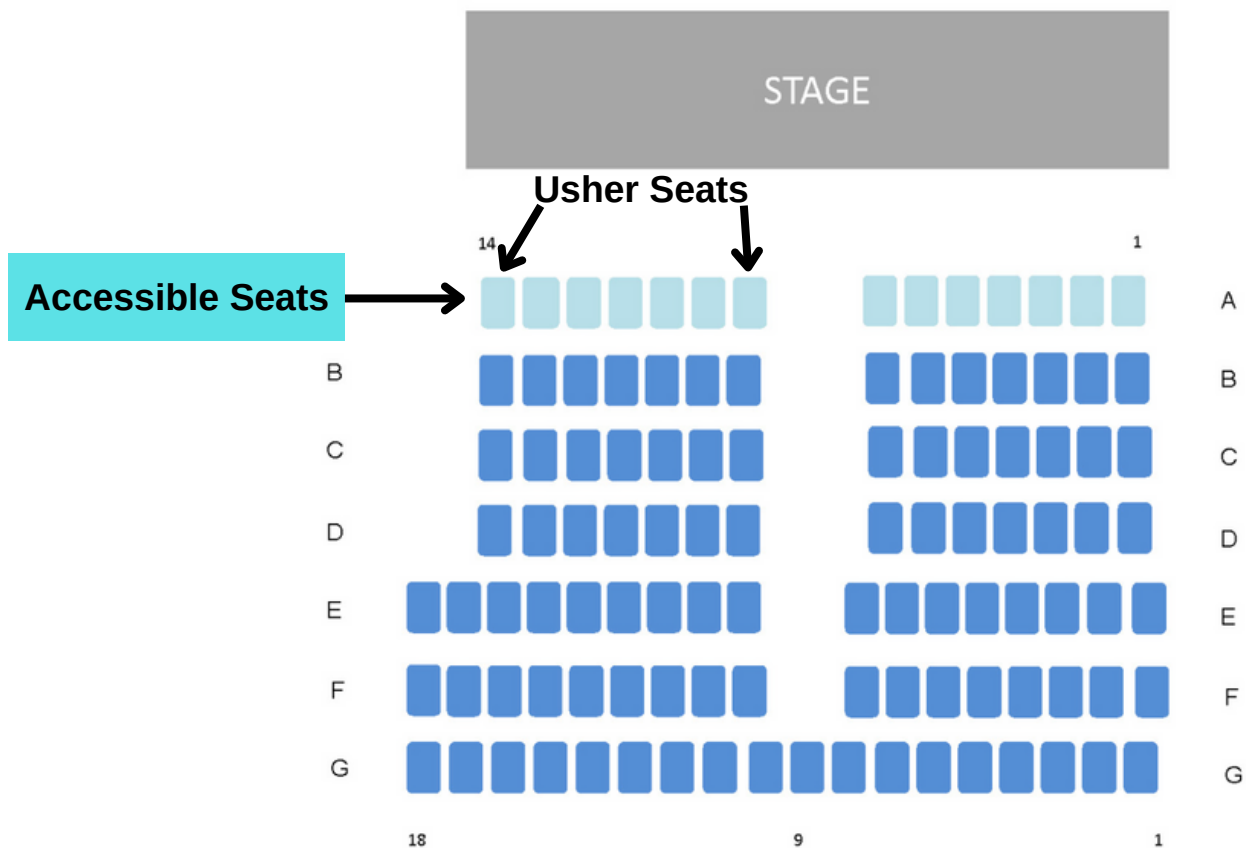 STAGE
Usher Seats
14 1
Accessible Seats
A
B B
C C
D D
E E
F F
G G
18 9 1